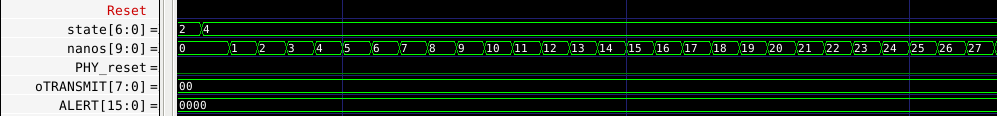 Reset
state[6:0] = 2 4
nanos[9:0] = 0 1 2 3 4 5 6 7 8 9 10 11 12 13 14 15 16 17 18 19 20 21 22 23 24 25 26 27
PHY_reset =
oTRANSMIT[7:0] = 00
ALERT[15:0] = 0000